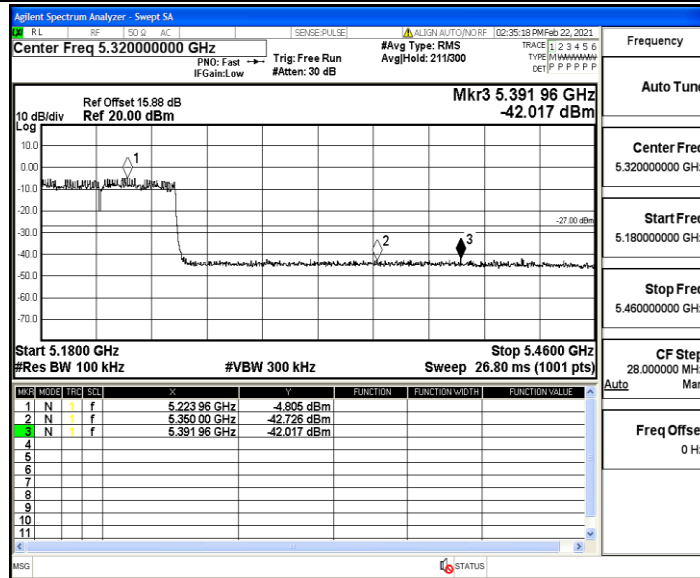 Agilent Spectrum Analyzer - Swept SA
RL RF 50 Ω AC SENSE:PULSE ALIGN AUTO/NO RF 02:35:18 PM Feb 22, 2021
Center Freq 5.320000000 GHz
PNO: Fast
IFGain:Low
Trig: Free Run
#Atten: 30 dB
#Avg Type: RMS
Avg|Hold: 211/300
TRACE 1 2 3 4 5 6
TYPE MWWWWW
DET P P P P P P
Frequency
Auto Tune
Center Freq
5.320000000 GHz
Start Freq
5.180000000 GHz
Stop Freq
5.460000000 GHz
CF Step
28.000000 MHz
Auto Man
Freq Offset
0 Hz
Ref Offset 15.88 dB
10 dB/div Ref 20.00 dBm
Log
Mkr3 5.391 96 GHz
-42.017 dBm
10.0
0.00
-10.0
-20.0
-30.0
-40.0
-50.0
-60.0
-70.0
1
2
3
-27.00 dBm
Start 5.1800 GHz Stop 5.4600 GHz
#Res BW 100 kHz #VBW 300 kHz Sweep 26.80 ms (1001 pts)
MKR MODE TRC SCL X Y FUNCTION FUNCTION WIDTH FUNCTION VALUE
1 N 1 f 5.223 96 GHz -4.805 dBm
2 N 1 f 5.350 00 GHz -42.726 dBm
3 N 1 f 5.391 96 GHz -42.017 dBm
4
5
6
7
8
9
10
11
MSG STATUS